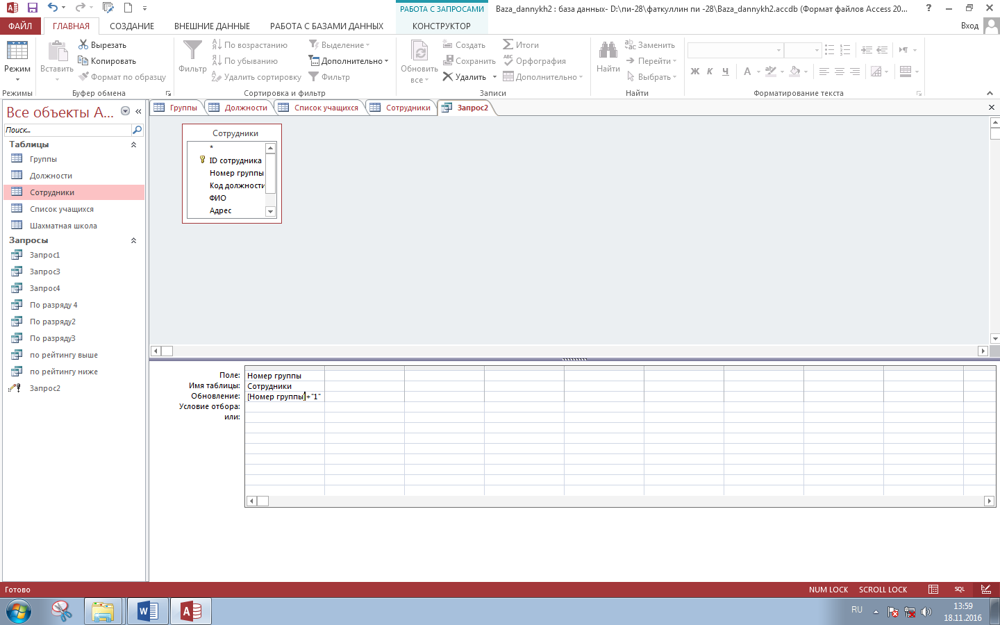 РАБОТА С ЗАПРОСАМИ
Baza_dannykh2 : база данных- D:\пи-28\фаткуллин пи -28\Baza_dannykh2.accdb (Формат файлов Access 20...
ФАЙЛ ГЛАВНАЯ СОЗДАНИЕ ВНЕШНИЕ ДАННЫЕ РАБОТА С БАЗАМИ ДАННЫХ КОНСТРУКТОР Вход
Режим
Режимы
Вставить
Вырезать
Копировать
Формат по образцу
Буфер обмена
Фильтр
По возрастанию
По убыванию
Удалить сортировку
Выделение
Дополнительно
Фильтр
Сортировка и фильтр
Обновить
все
Создать
Сохранить
Удалить
Итоги
Орфография
Дополнительно
Записи
Найти
Заменить
Перейти
Выбрать
Найти
Ж К Ч А
Форматирование текста
Все объекты A...
Поиск...
Таблицы
Группы
Должности
Сотрудники
Список учащихся
Шахматная школа
Запросы
Запрос1
Запрос3
Запрос4
По разряду 4
По разряду2
По разряду3
по рейтингу выше
по рейтингу ниже
Запрос2
Группы Должности Список учащихся Сотрудники Запрос2
Сотрудники
*
ID сотрудника
Номер группы
Код должности
ФИО
Адрес
Поле: Номер группы
Имя таблицы: Сотрудники
Обновление: [Номер группы]+"1"
Условие отбора:
или:
Готово NUM LOCK SCROLL LOCK SQL
RU 13:59
18.11.2016